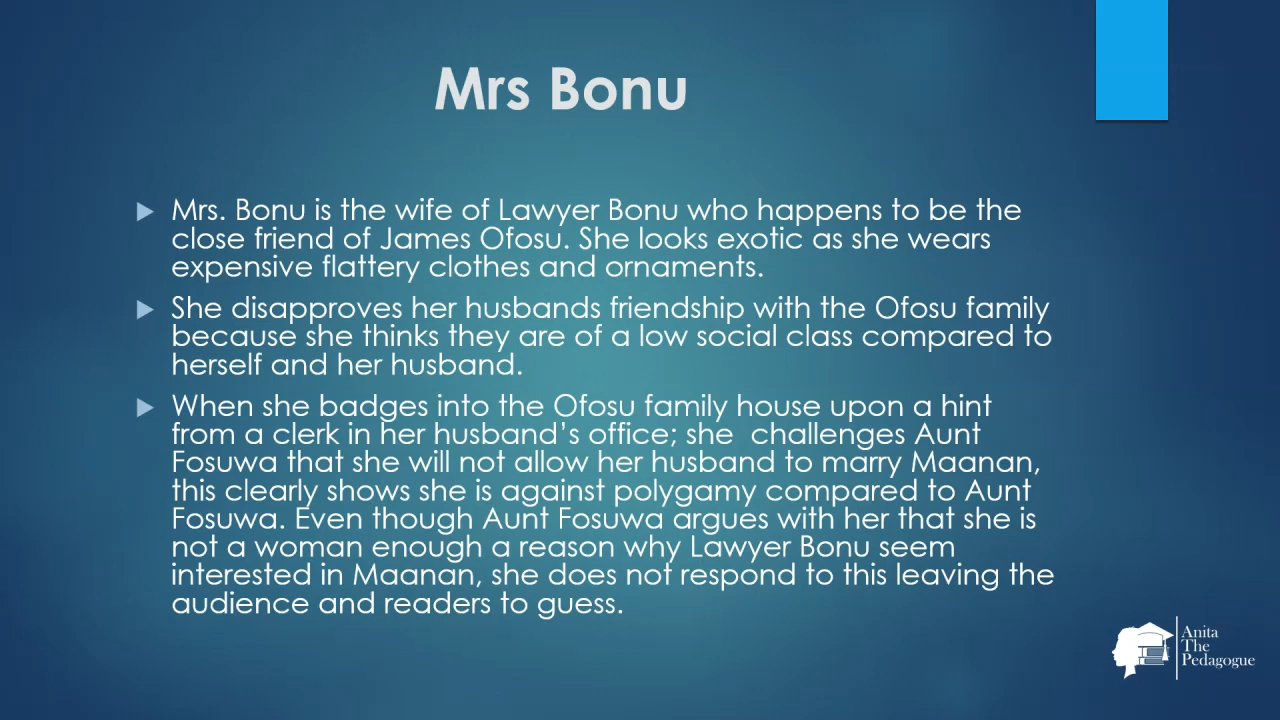 Mrs Bonu
Mrs. Bonu is the wife of Lawyer Bonu who happens to be the
close friend of James Ofosu. She looks exotic as she wears
expensive flattery clothes and ornaments.
She disapproves her husbands friendship with the Ofosu family
because she thinks they are of a low social class compared to
herself and her husband.
When she badges into the Ofosu family house upon a hint
from a clerk in her husband’s office; she  challenges Aunt
Fosuwa that she will not allow her husband to marry Maanan,
this clearly shows she is against polygamy compared to Aunt
Fosuwa. Even though Aunt Fosuwa argues with her that she is
not a woman enough a reason why Lawyer Bonu seem
interested in Maanan, she does not respond to this leaving the
audience and readers to guess.
Anita
The
Pedagogue